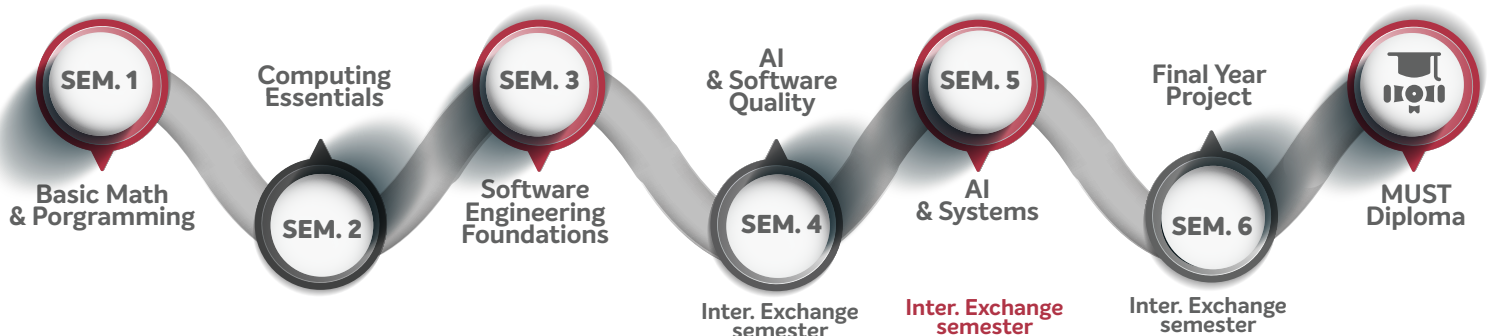 SEM. 1
Basic Math
& Porgramming
Computing
Essentials
SEM. 2
SEM. 3
Software
Engineering
Foundations
AI
& Software
Quality
SEM. 4
Inter. Exchange
semester
SEM. 5
AI
& Systems
Inter. Exchange
semester
Final Year
Project
SEM. 6
Inter. Exchange
semester
MUST
Diploma